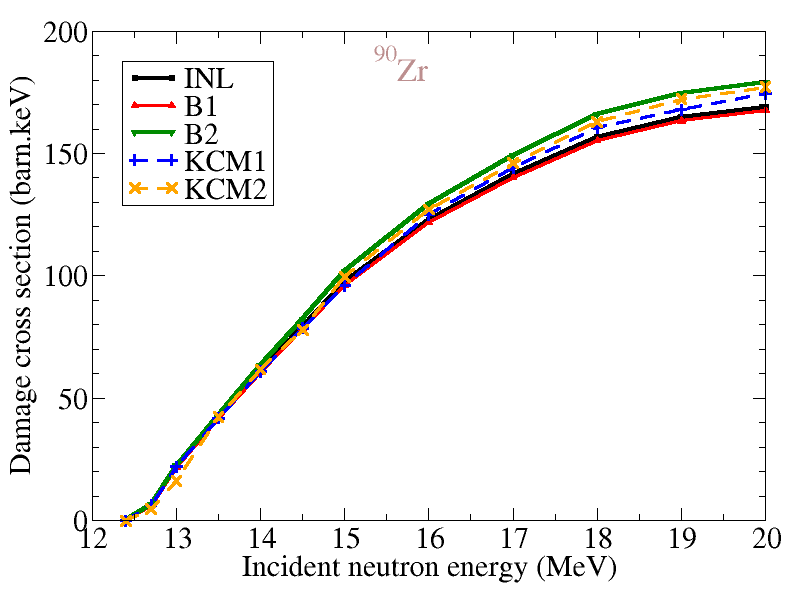 200
150
100
50
0
Damage cross section (barn.keV)
⁹⁰Zr
INL
B1
B2
KCM1
KCM2
12 13 14 15 16 17 18 19 20
Incident neutron energy (MeV)